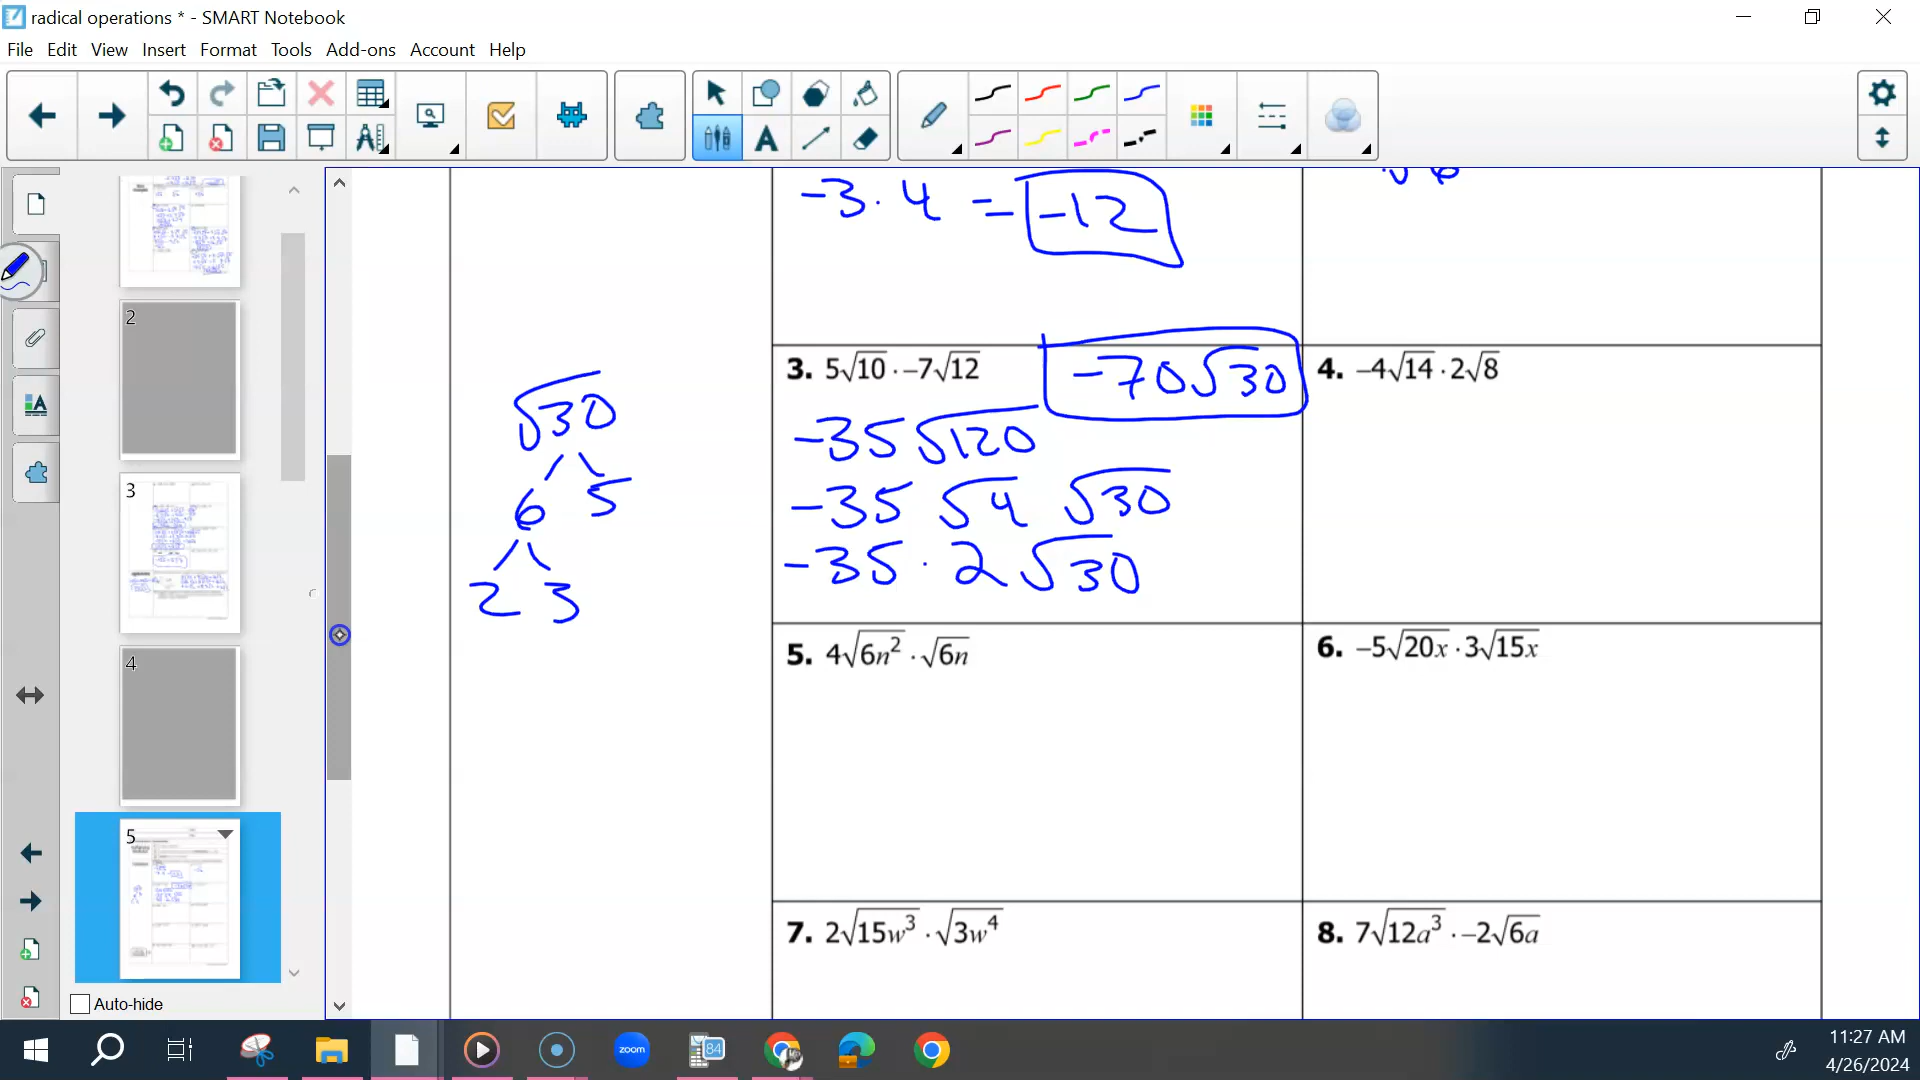 radical operations * - SMART Notebook
File Edit View Insert Format Tools Add-ons Account Help
-3 · 4 = -12
3. 5√10 · -7√12
-70√30
-35√120
-35 √4 √30
-35 · 2√30
√30
6 5
2 3
4. -4√14 · 2√8
5. 4√6n² · √6n
6. -5√20x · 3√15x
7. 2√15w³ · √3w⁴
8. 7√12a³ · -2√6a
2
3
4
5
Auto-hide
zoom
84
11:27 AM
4/26/2024